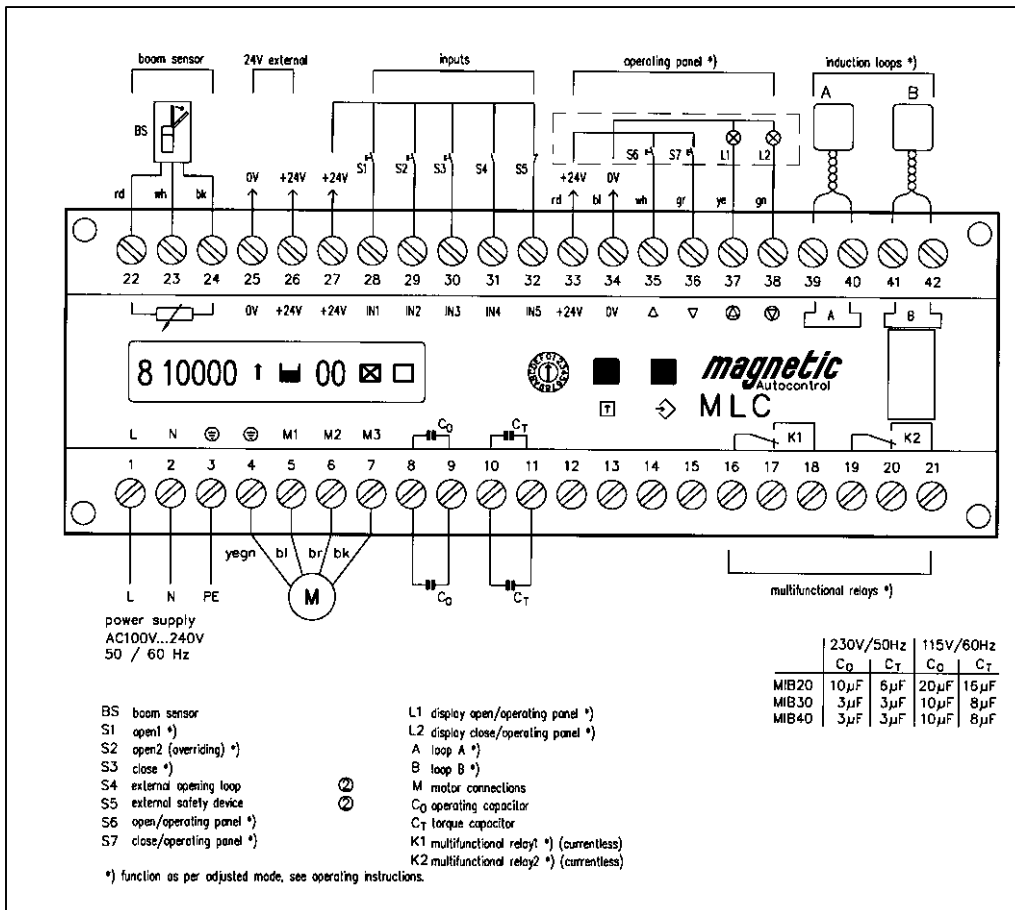 boom sensor 24V external inputs operating panel *) induction loops *)
A B
BS
S1 S2 S3 S4 S5 S6 S7 L1 L2
0V +24V +24V +24V 0V
rd wh bk rd bl wh gr ye gn
22 23 24 25 26 27 28 29 30 31 32 33 34 35 36 37 38 39 40 41 42
0V +24V +24V IN1 IN2 IN3 IN4 IN5 +24V 0V A B
8 10000 ↑ 00
magnetic
Autocontrol
MLC
L N M1 M2 M3 C0 CT K1 K2
1 2 3 4 5 6 7 8 9 10 11 12 13 14 15 16 17 18 19 20 21
yegn bl br bk
L N PE M C0 CT
multifunctional relays *)
power supply
AC100V...240V
50 / 60 Hz
230V/50Hz 115V/60Hz
C0 CT C0 CT
MIB20 10µF 6µF 20µF 16µF
MIB30 3µF 3µF 10µF 8µF
MIB40 3µF 3µF 10µF 8µF
BS boom sensor
S1 open1 *)
S2 open2 (overriding) *)
S3 close *)
S4 external opening loop ②
S5 external safety device ②
S6 open/operating panel *)
S7 close/operating panel *)
L1 display open/operating panel *)
L2 display close/operating panel *)
A loop A *)
B loop B *)
M motor connections
C0 operating capacitor
CT torque capacitor
K1 multifunctional relay1 *) (currentless)
K2 multifunctional relay2 *) (currentless)
*) function as per adjusted mode, see operating instructions.